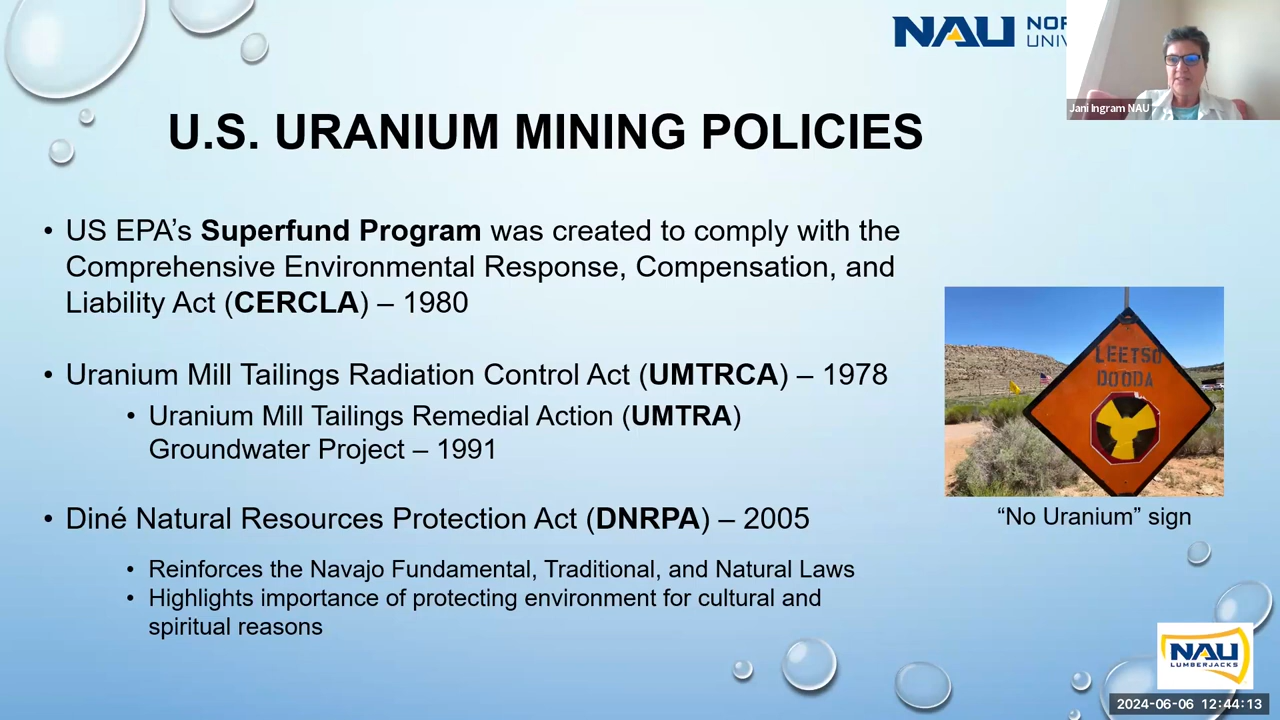 NAU NOR
UNIV
Jani Ingram NAU
U.S. URANIUM MINING POLICIES
• US EPA’s Superfund Program was created to comply with the
Comprehensive Environmental Response, Compensation, and
Liability Act (CERCLA) – 1980
• Uranium Mill Tailings Radiation Control Act (UMTRCA) – 1978
• Uranium Mill Tailings Remedial Action (UMTRA)
Groundwater Project – 1991
• Diné Natural Resources Protection Act (DNRPA) – 2005
• Reinforces the Navajo Fundamental, Traditional, and Natural Laws
• Highlights importance of protecting environment for cultural and
spiritual reasons
LEETSO
DOODA
“No Uranium” sign
NAU
LUMBERJACKS
2024-06-06 12:44:13